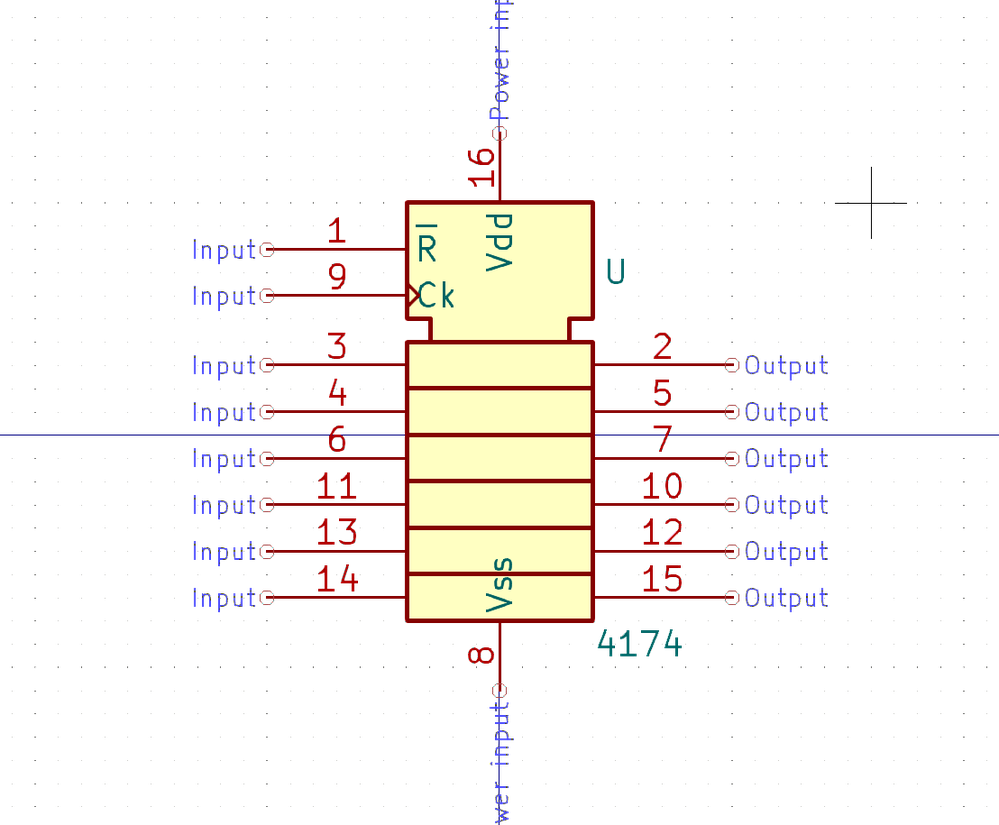 Power inp
16
Vdd
1
R
Input
9
Ck
Input
U
3
2
Input
Output
4
5
Input
Output
6
7
Input
Output
11
10
Input
Output
13
12
Input
Output
14
15
Input
Output
Vss
4174
8
wer input